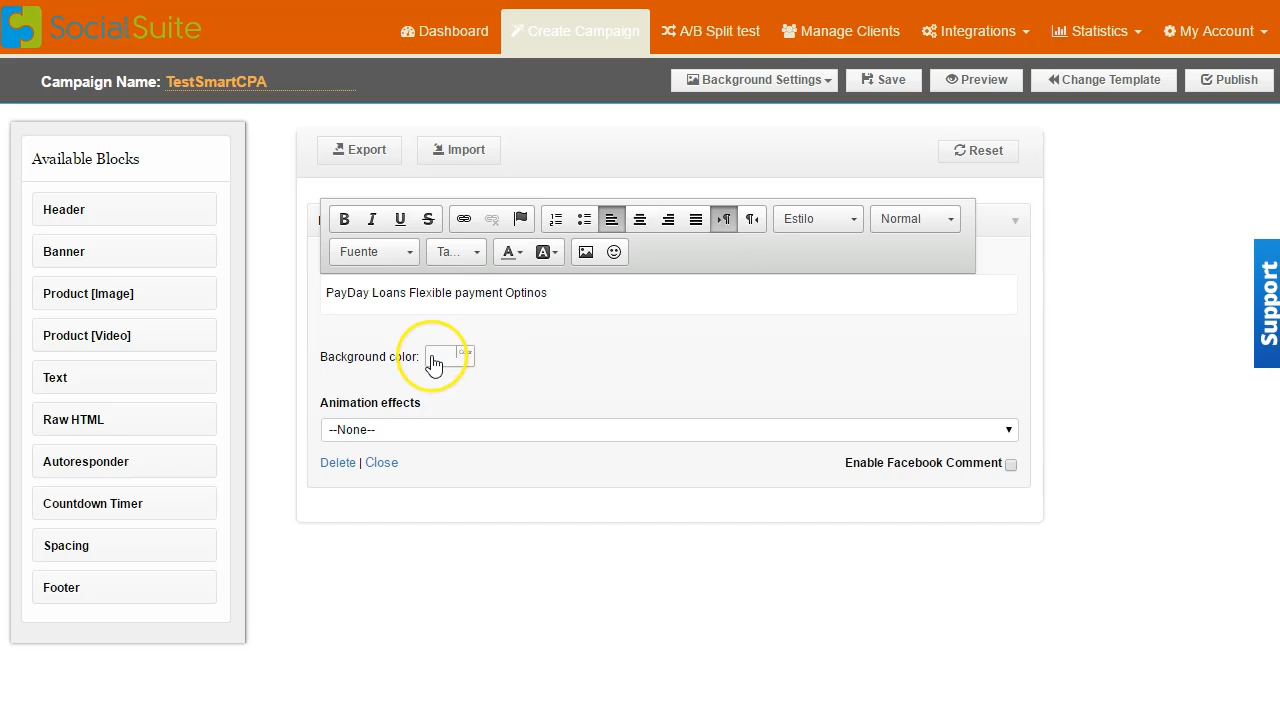 SocialSuite
Dashboard
Create Campaign
A/B Split test
Manage Clients
Integrations
Statistics
My Account
Campaign Name: TestSmartCPA
Background Settings
Save
Preview
Change Template
Publish
Available Blocks
Header
Banner
Product [Image]
Product [Video]
Text
Raw HTML
Autoresponder
Countdown Timer
Spacing
Footer
Export
Import
Reset
B I U S
Estilo
Normal
Fuente
Ta...
A
A
PayDay Loans Flexible payment Optinos
Background color:
Animation effects
--None--
Delete | Close
Enable Facebook Comment
Support